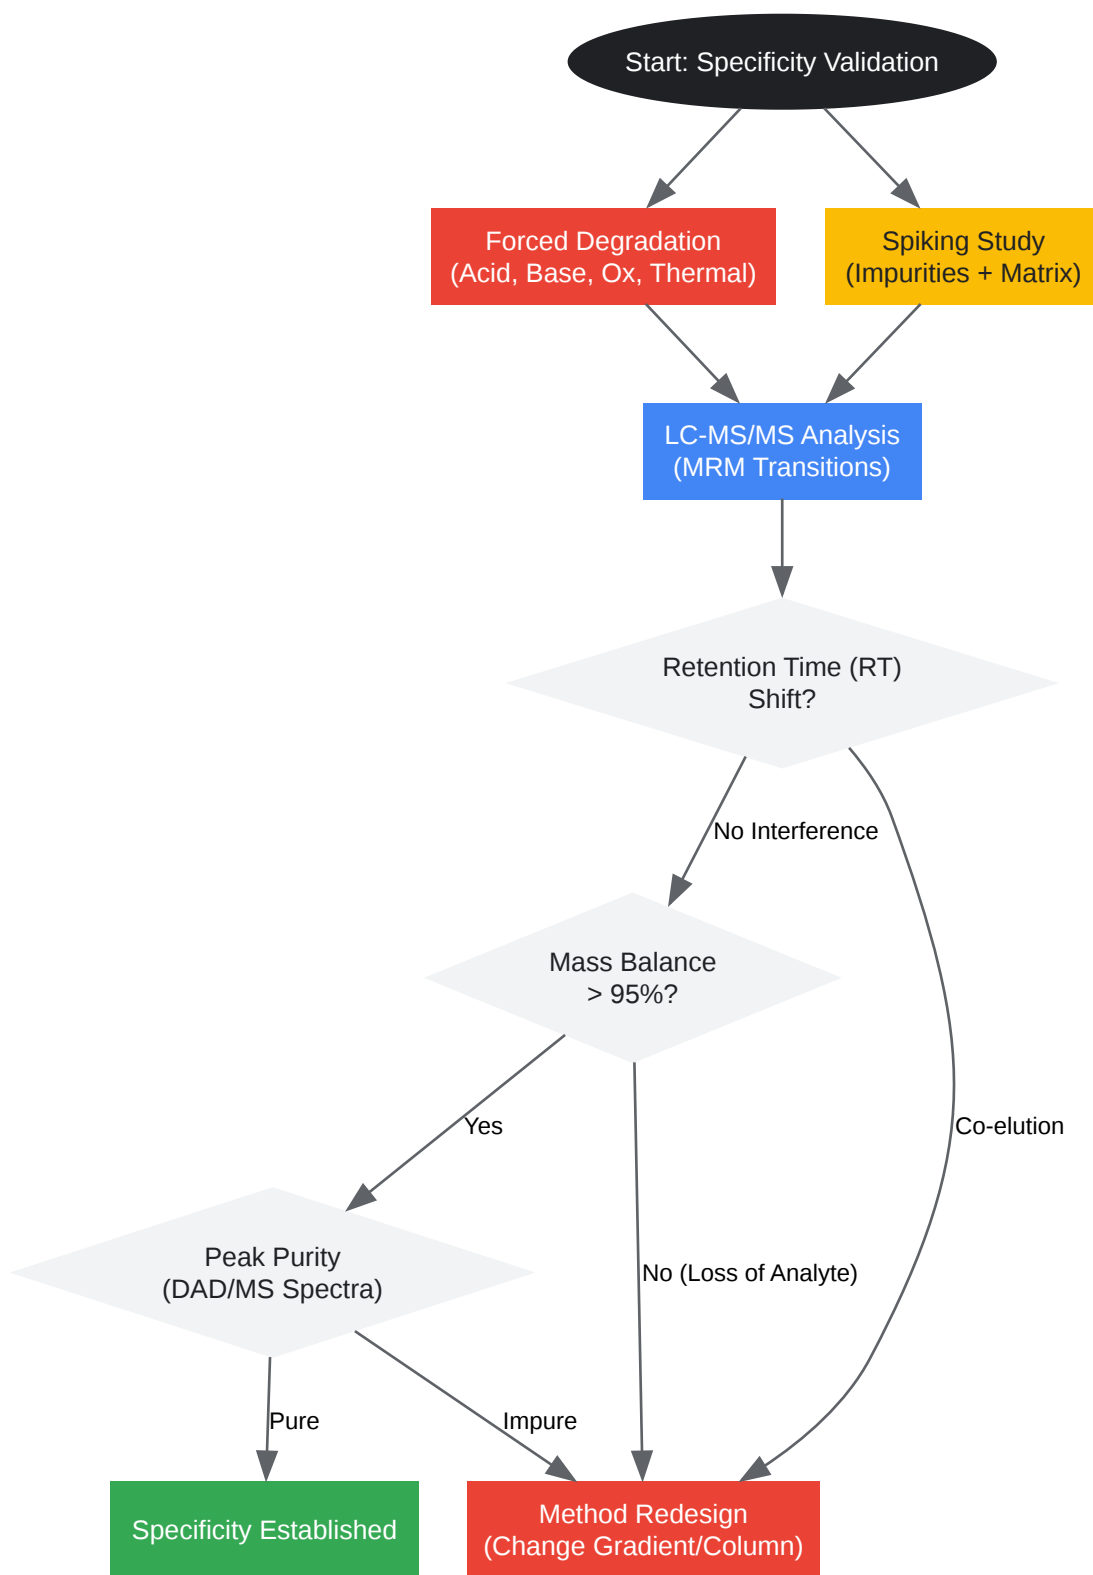 Start: Specificity Validation
Forced Degradation
(Acid, Base, Ox, Thermal)
Spiking Study
(Impurities + Matrix)
LC-MS/MS Analysis
(MRM Transitions)
Retention Time (RT)
Shift?
No Interference
Mass Balance
> 95%?
Yes
Co-elution
Peak Purity
(DAD/MS Spectra)
No (Loss of Analyte)
Pure
Impure
Specificity Established
Method Redesign
(Change Gradient/Column)